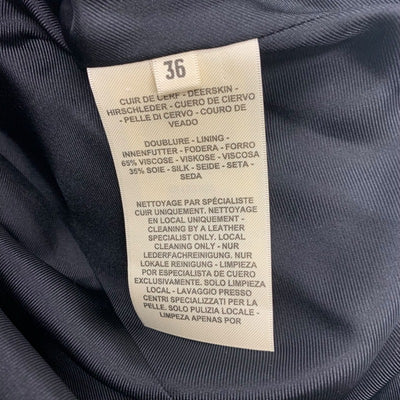 36
CUIR DE CERF - DEERSKIN -
HIRSCHLEDER - CUERO DE CIERVO
- PELLE DI CERVO - COURO DE
VEADO
DOUBLURE - LINING -
INNENFUTTER - FODERA - FORRO
65% VISCOSE - VISKOSE - VISCOSA
35% SOIE - SILK - SEIDE - SETA -
SEDA
NETTOYAGE PAR SPÉCIALISTE
CUIR UNIQUEMENT. NETTOYAGE
EN LOCAL UNIQUEMENT -
CLEANING BY A LEATHER
SPECIALIST ONLY. LOCAL
CLEANING ONLY - NUR
LEDERFACHREINIGUNG. NUR
LOKALE REINIGUNG - LIMPIEZA
POR ESPECIALISTA DE CUERO
EXCLUSIVAMENTE. SOLO LIMPIEZA
LOCAL - LAVAGGIO PRESSO
CENTRI SPECIALIZZATI PER LA
PELLE. SOLO PULIZIA LOCALE -
LIMPEZA APENAS POR